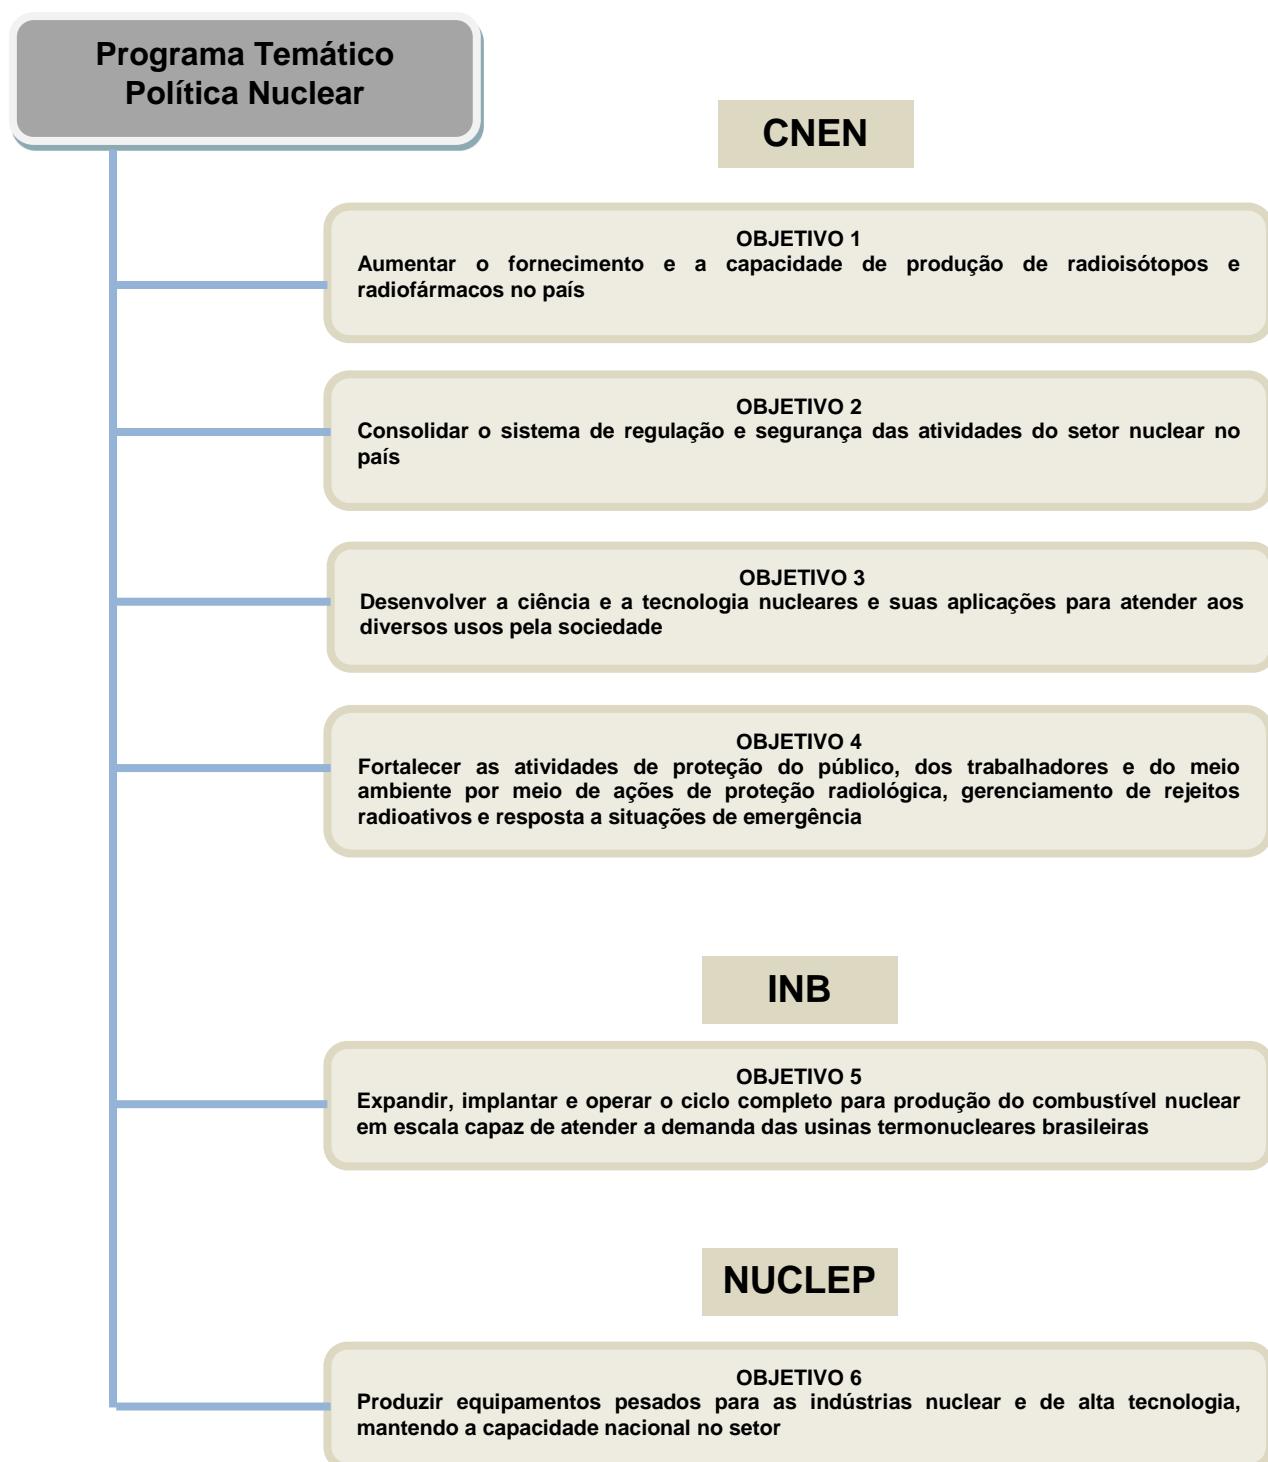 Programa Temático
Política Nuclear
CNEN
OBJETIVO 1
Aumentar o fornecimento e a capacidade de produção de radioisótopos e
radiofármacos no país
OBJETIVO 2
Consolidar o sistema de regulação e segurança das atividades do setor nuclear no
país
OBJETIVO 3
Desenvolver a ciência e a tecnologia nucleares e suas aplicações para atender aos
diversos usos pela sociedade
OBJETIVO 4
Fortalecer as atividades de proteção do público, dos trabalhadores e do meio
ambiente por meio de ações de proteção radiológica, gerenciamento de rejeitos
radioativos e resposta a situações de emergência
INB
OBJETIVO 5
Expandir, implantar e operar o ciclo completo para produção do combustível nuclear
em escala capaz de atender a demanda das usinas termonucleares brasileiras
NUCLEP
OBJETIVO 6
Produzir equipamentos pesados para as indústrias nuclear e de alta tecnologia,
mantendo a capacidade nacional no setor